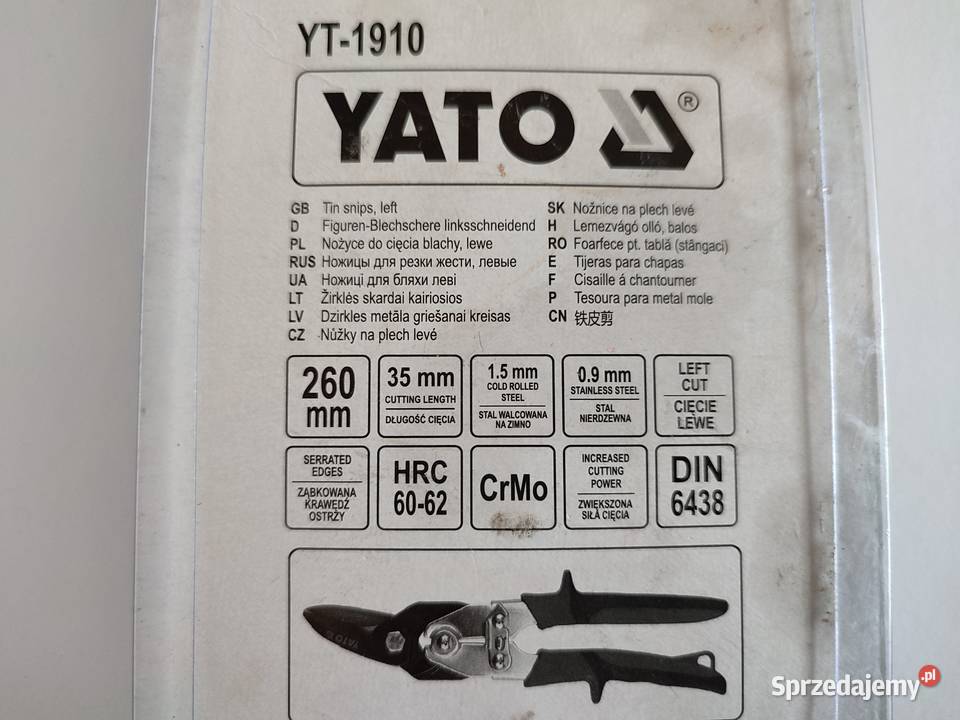 YT-1910
YATO ®
GB Tin snips, left
D Figuren-Blechschere linksschneidend
PL Nożyce do cięcia blachy, lewe
RUS Ножицы для резки жести, левые
UA Ножиці для бляхи леві
LT Žirklės skardai kairiosios
LV Dzirkles metāla griešanai kreisas
CZ Nůžky na plech levé
SK Nožnice na plech levé
H Lemezvágó olló, balos
RO Foarfece pt. tablă (stângaci)
E Tijeras para chapas
F Cisaille á chantourner
P Tesoura para metal mole
CN 铁皮剪
260
mm
35 mm
CUTTING LENGTH
DŁUGOŚĆ CIĘCIA
1.5 mm
COLD ROLLED
STEEL
STAL WALCOWANA
NA ZIMNO
0.9 mm
STAINLESS STEEL
STAL
NIERDZEWNA
LEFT
CUT
CIĘCIE
LEWE
SERRATED
EDGES
ZĄBKOWANA
KRAWĘDŹ
OSTRZY
HRC
60-62
CrMo
INCREASED
CUTTING
POWER
ZWIĘKSZONA
SIŁA CIĘCIA
DIN
6438
YATO
Sprzedajemy.pl